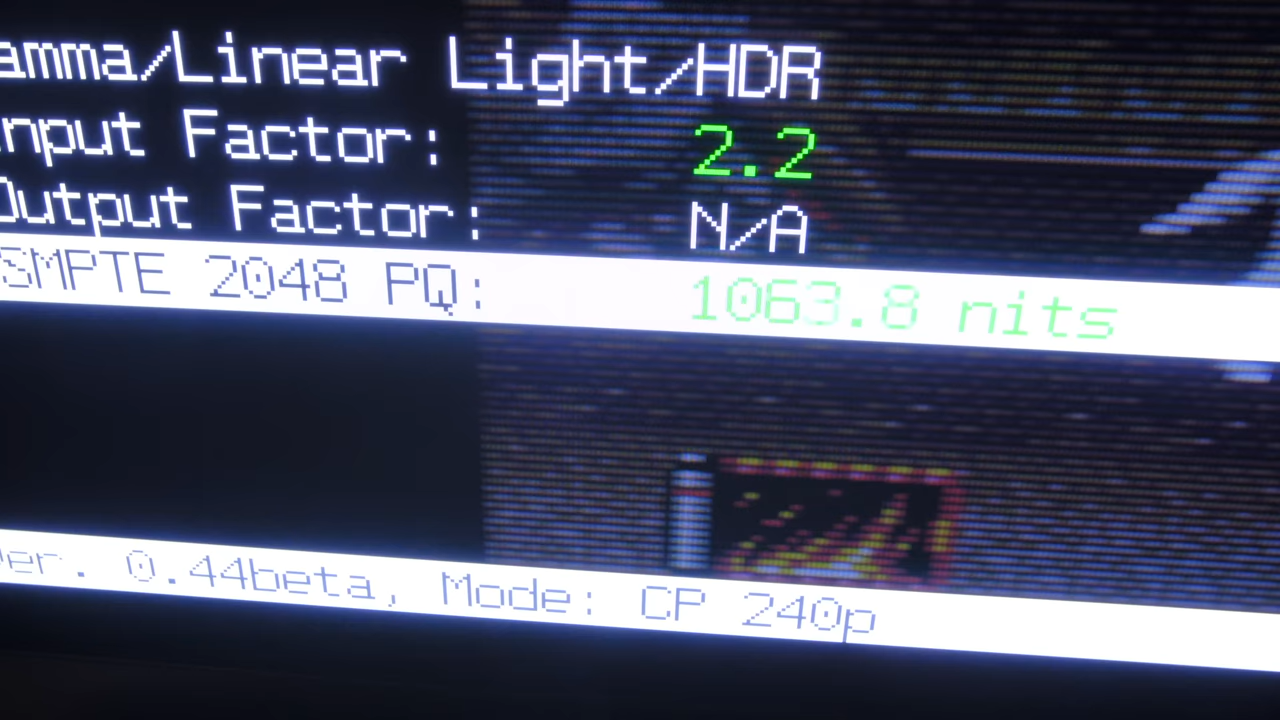 amma/Linear Light/HDR
nput Factor: 2.2
Output Factor: N/A
SMPTE 2048 PQ: 1063.8 nits
er. 0.44beta, Mode: CP 240p